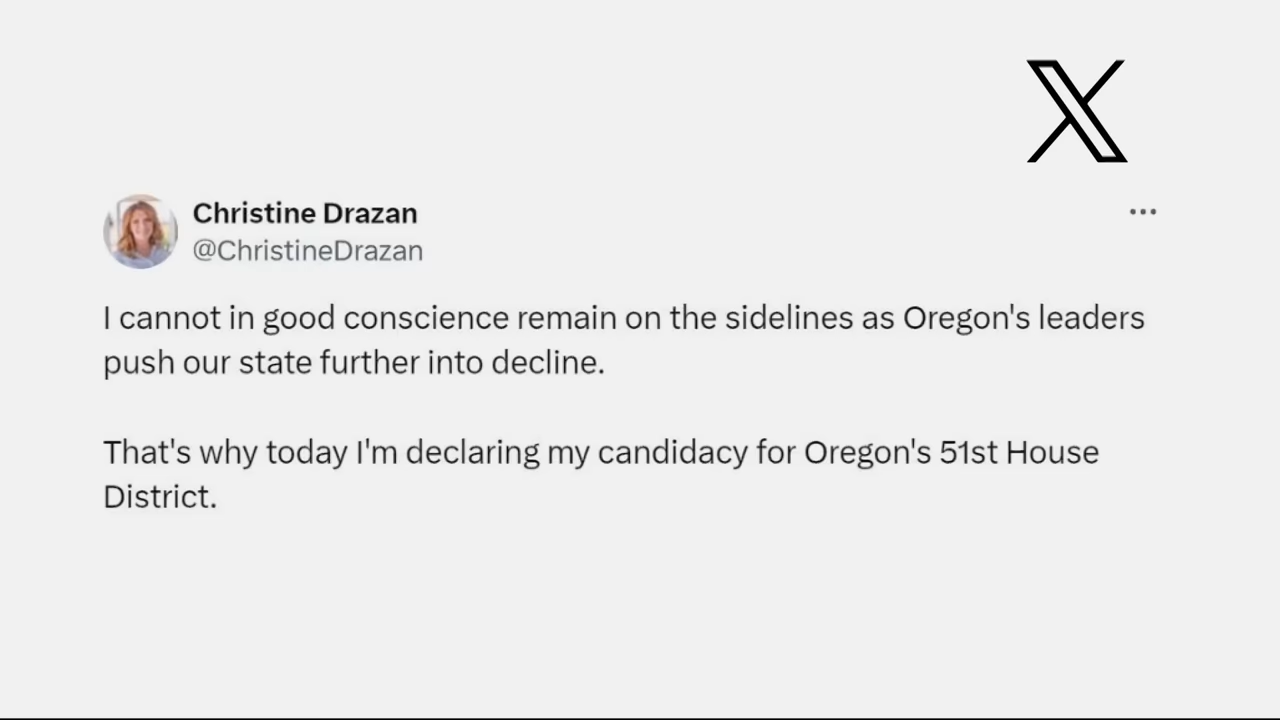 Christine Drazan
@ChristineDrazan
I cannot in good conscience remain on the sidelines as Oregon's leaders
push our state further into decline.
That's why today I'm declaring my candidacy for Oregon's 51st House
District.